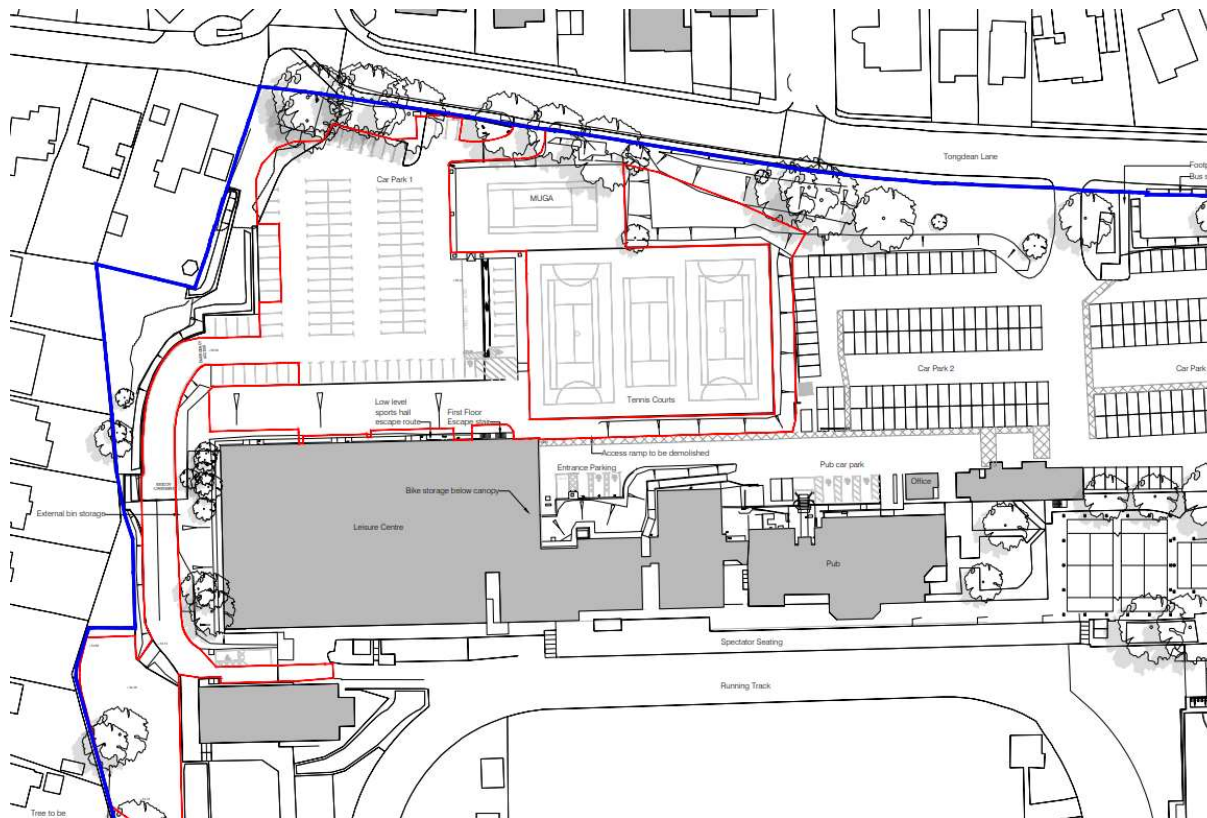 Tongdean Lane
Car Park 1
MUGA
Footp
Bus s
Car Park 2
Car Park
Low level
sports hall
escape route
First Floor
Escape stair
Tennis Courts
Access ramp to be demolished
Entrance Parking
Pub car park
Office
Bike storage below canopy
External bin storage
Leisure Centre
Pub
Spectator Seating
Running Track
Tree to be